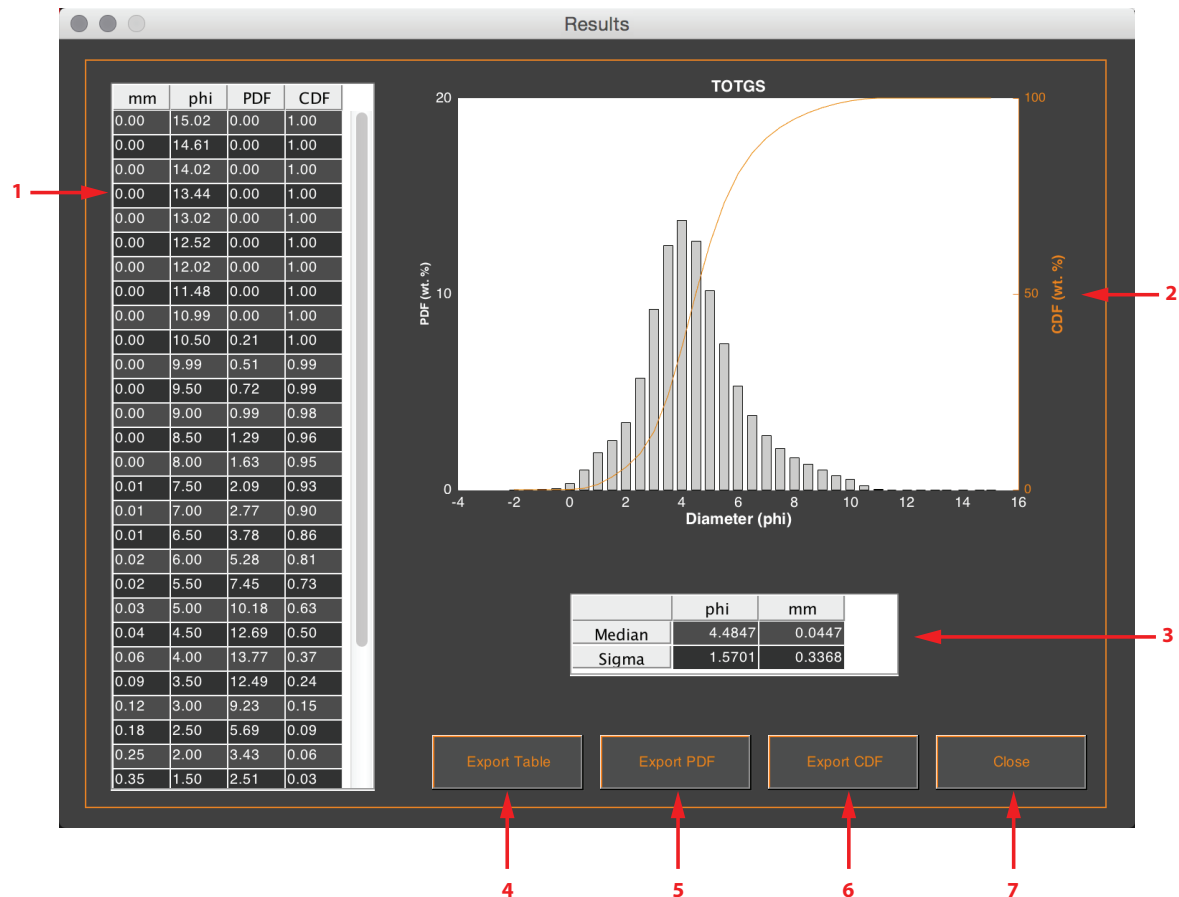 Results
mm phi PDF CDF
0.00 15.02 0.00 1.00
0.00 14.61 0.00 1.00
0.00 14.02 0.00 1.00
0.00 13.44 0.00 1.00
0.00 13.02 0.00 1.00
0.00 12.52 0.00 1.00
0.00 12.02 0.00 1.00
0.00 11.48 0.00 1.00
0.00 10.99 0.00 1.00
0.00 10.50 0.21 1.00
0.00 9.99 0.51 0.99
0.00 9.50 0.72 0.99
0.00 9.00 0.99 0.98
0.00 8.50 1.29 0.96
0.00 8.00 1.63 0.95
0.01 7.50 2.09 0.93
0.01 7.00 2.77 0.90
0.01 6.50 3.78 0.86
0.02 6.00 5.28 0.81
0.02 5.50 7.45 0.73
0.03 5.00 10.18 0.63
0.04 4.50 12.69 0.50
0.06 4.00 13.77 0.37
0.09 3.50 12.49 0.24
0.12 3.00 9.23 0.15
0.18 2.50 5.69 0.09
0.25 2.00 3.43 0.06
0.35 1.50 2.51 0.03
1
TOTGS
20
10
0
PDF (wt. %)
-4 -2 0 2 4 6 8 10 12 14 16
Diameter (phi)
100
50
0
CDF (wt. %)
2
phi mm
Median 4.4847 0.0447
Sigma 1.5701 0.3368
3
Export Table Export PDF Export CDF Close
4 5 6 7